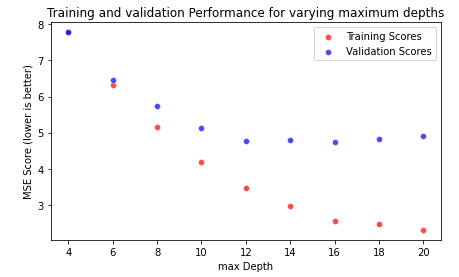 Training and validation Performance for varying maximum depths
Training Scores
Validation Scores
MSE Score (lower is better)
8
7
6
5
4
3
4 6 8 10 12 14 16 18 20
max Depth